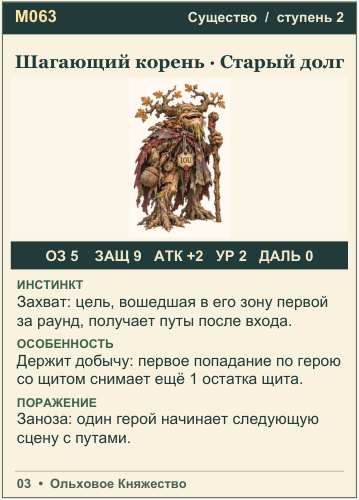 М063
Существо / ступень 2
Шагающий корень · Старый долг
IOU
ОЗ 5 ЗАЩ 9 АТК +2 УР 2 ДАЛЬ 0
ИНСТИНКТ
Захват: цель, вошедшая в его зону первой
за раунд, получает путы после входа.
ОСОБЕННОСТЬ
Держит добычу: первое попадание по герою
со щитом снимает ещё 1 остатка щита.
ПОРАЖЕНИЕ
Заноза: один герой начинает следующую
сцену с путами.
03 • Ольховое Княжество